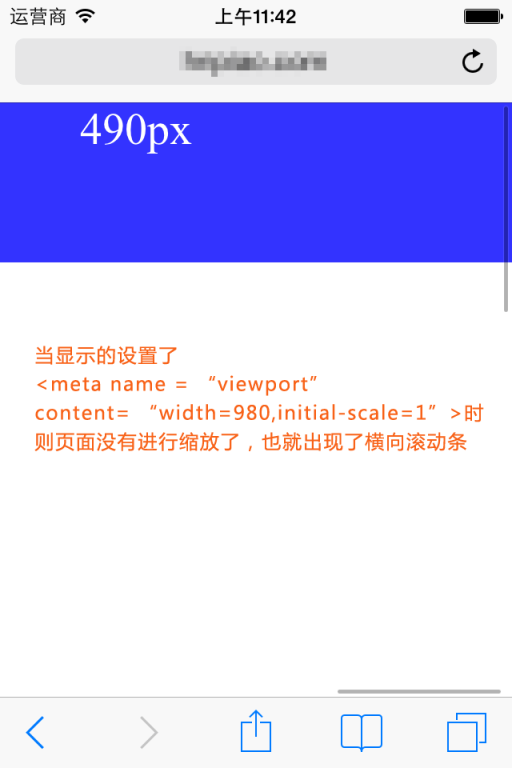 运营商
上午11:42
490px
当显示的设置了
<meta name = “viewport”
content= “width=980,initial-scale=1” >时
则页面没有进行缩放了，也就出现了横向滚动条